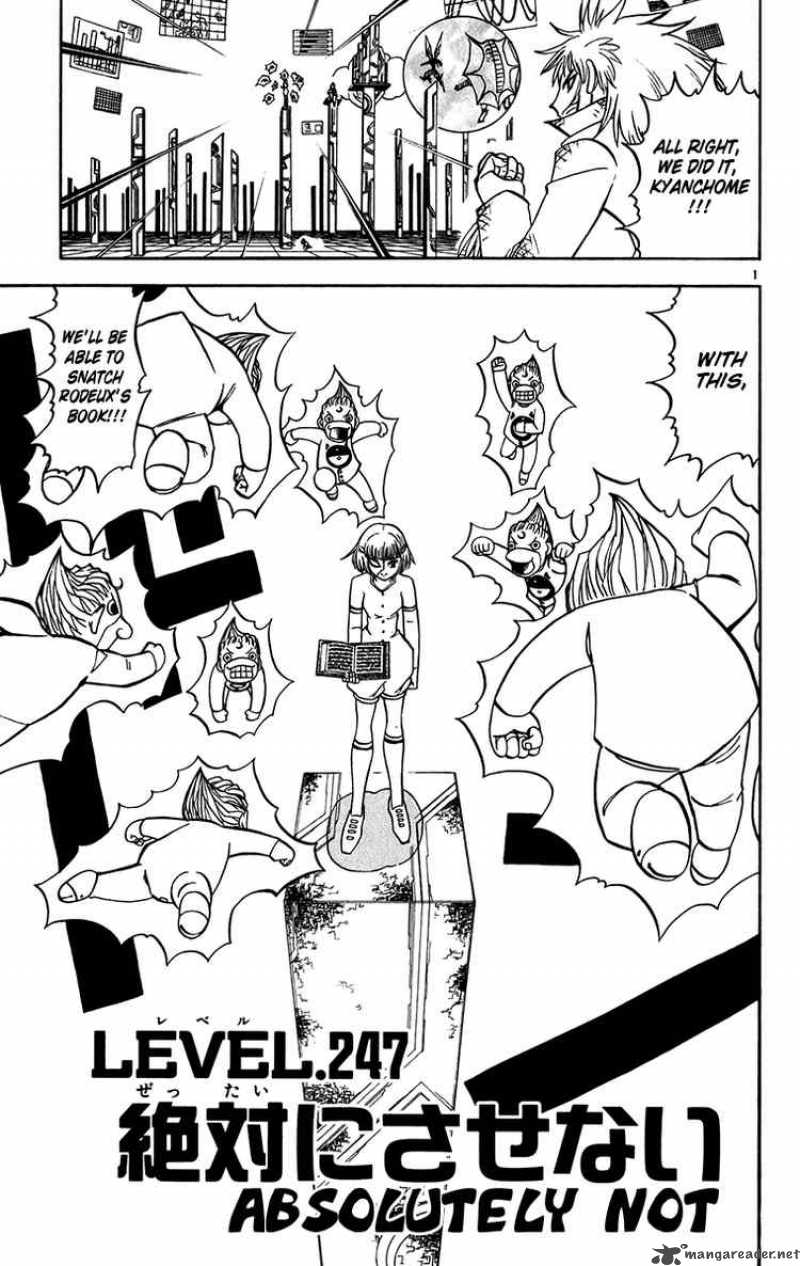 ALL RIGHT,
WE DID IT,
KYANCHOME
!!!
1
WITH
THIS,
WE'LL BE
ABLE TO
SNATCH
RODEUX'S
BOOK!!!
レベル
LEVEL.247
ぜったい
絶対にさせない
ABSOLUTELY NOT
mangareader.net